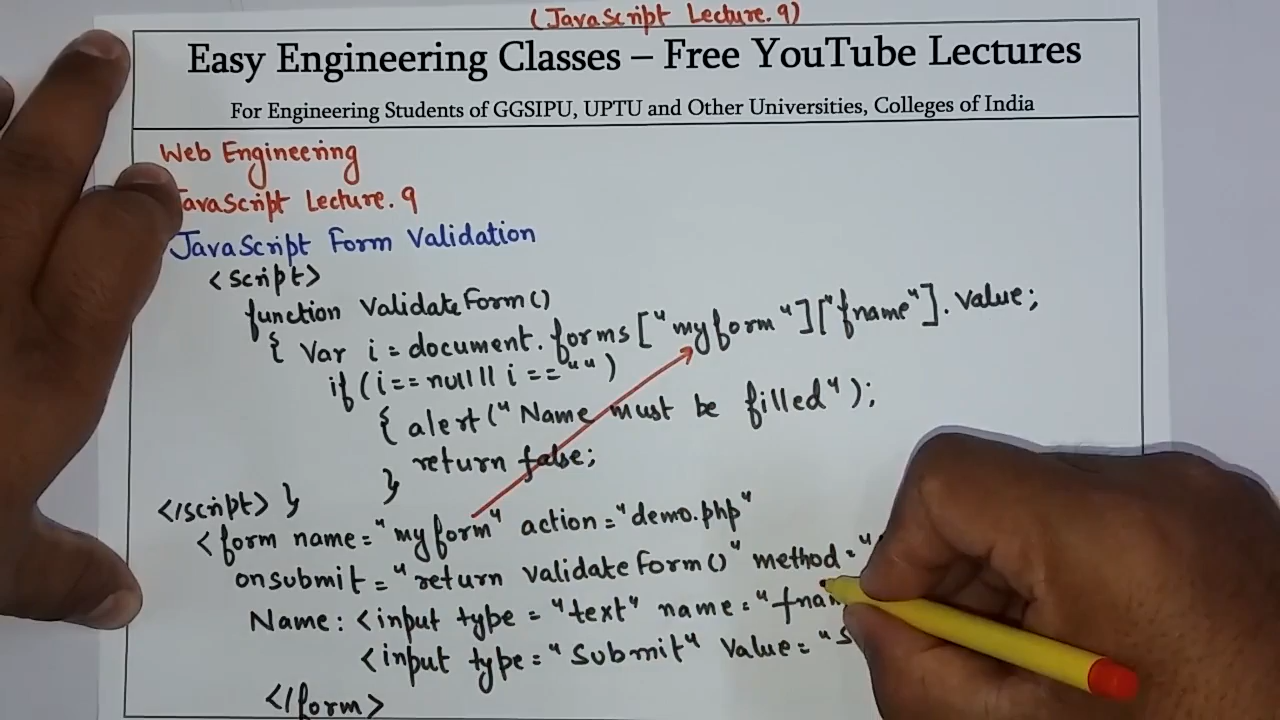 (JavaScript Lecture. 9)
Easy Engineering Classes – Free YouTube Lectures
For Engineering Students of GGSIPU, UPTU and Other Universities, Colleges of India
Web Engineering
JavaScript Lecture. 9
JavaScript Form Validation
<script>
function ValidateForm()
{ Var i = document.forms["myform"]["fname"].value;
if (i == null || i == "")
{ alert("Name must be filled");
return false;
}
</script> }
<form name="myform" action="demo.php"
onsubmit="return validateForm()" method="
Name: <input type="text" name="fnam
<input type="Submit" Value="S
</form>